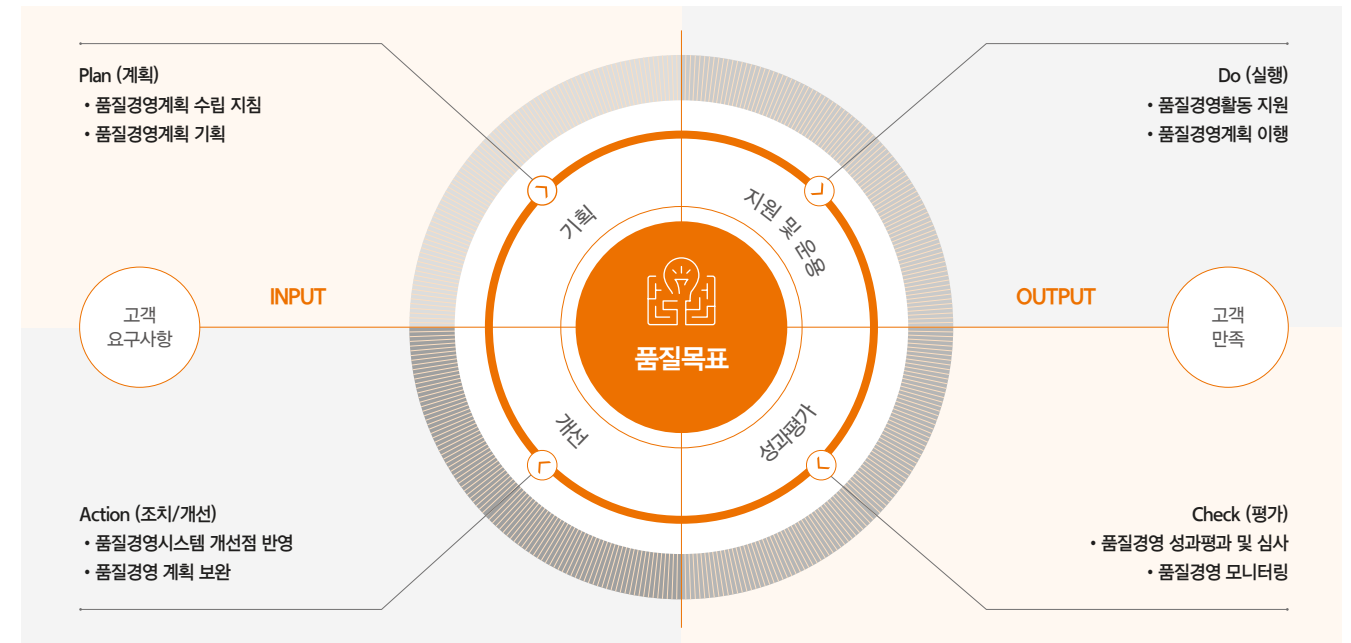 Plan (계획)
• 품질경영계획 수립 지침
• 품질경영계획 기획
Do (실행)
• 품질경영활동 지원
• 품질경영계획 이행
기획
지원 및 운용
고객
요구사항
INPUT
품질목표
OUTPUT
고객
만족
개선
성과평가
Action (조치/개선)
• 품질경영시스템 개선점 반영
• 품질경영 계획 보완
Check (평가)
• 품질경영 성과평과 및 심사
• 품질경영 모니터링